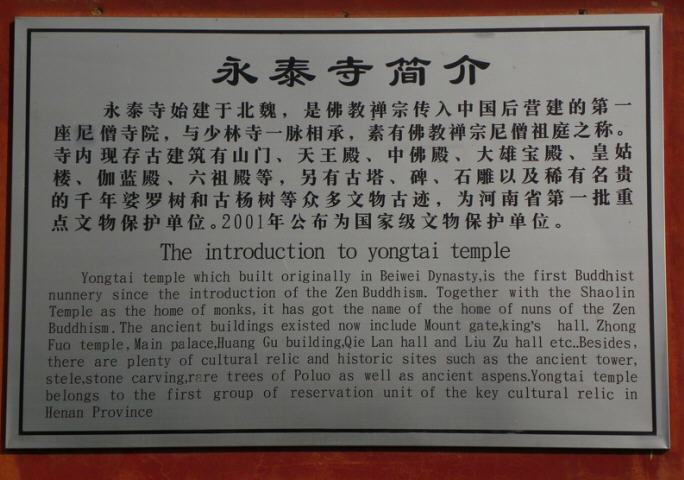 永泰寺简介
永泰寺始建于北魏，是佛教禅宗传入中国后营建的第一
座尼僧寺院，与少林寺一脉相承，素有佛教禅宗尼僧祖庭之称。
寺内现存古建筑有山门、天王殿、中佛殿、大雄宝殿、皇姑
楼、伽蓝殿、六祖殿等，另有古塔、碑、石雕以及稀有名贵
的千年娑罗树和古杨树等众多文物古迹，为河南省第一批重
点文物保护单位。2001年公布为国家级文物保护单位。
The introduction to yongtai temple
Yongtai temple which built originally in Beiwei Dynasty,is the first Buddhist
nunnery since the introduction of the Zen Buddhism. Together with the Shaolin
Temple as the home of monks, it has got the name of the home of nuns of the Zen
Buddhism.The ancient buildings existed now include Mount gate,king's hall, Zhong
Fuo temple,Main palace,Huang Gu building,Qie Lan hall and Liu Zu hall etc..Besides,
there are plenty of cultural relic and historic sites such as the ancient tower,
stele,stone carving,rare trees of Poluo as well as ancient aspens.Yongtai temple
belongs to the first group of reservation unit of the key cultural relic in
Henan Province